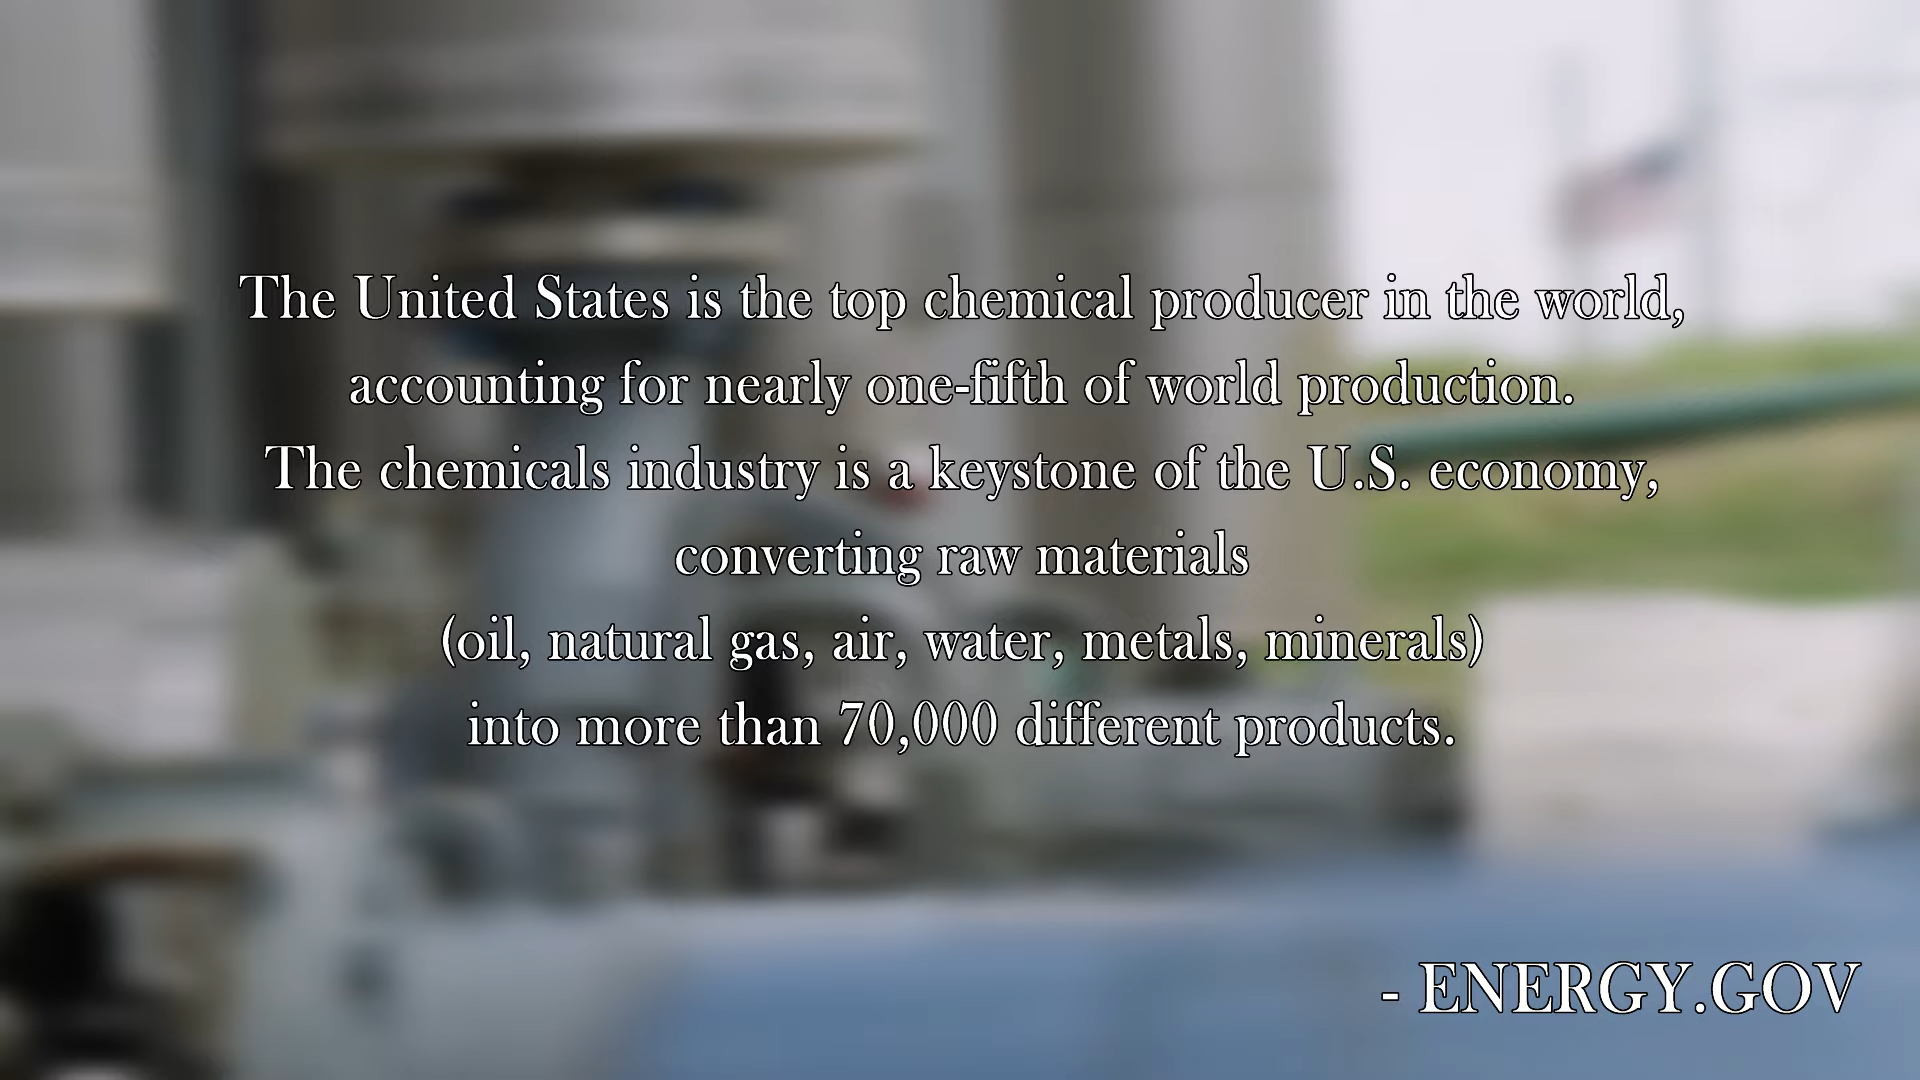 The United States is the top chemical producer in the world,
accounting for nearly one-fifth of world production.
The chemicals industry is a keystone of the U.S. economy,
converting raw materials
(oil, natural gas, air, water, metals, minerals)
into more than 70,000 different products.
- ENERGY.GOV